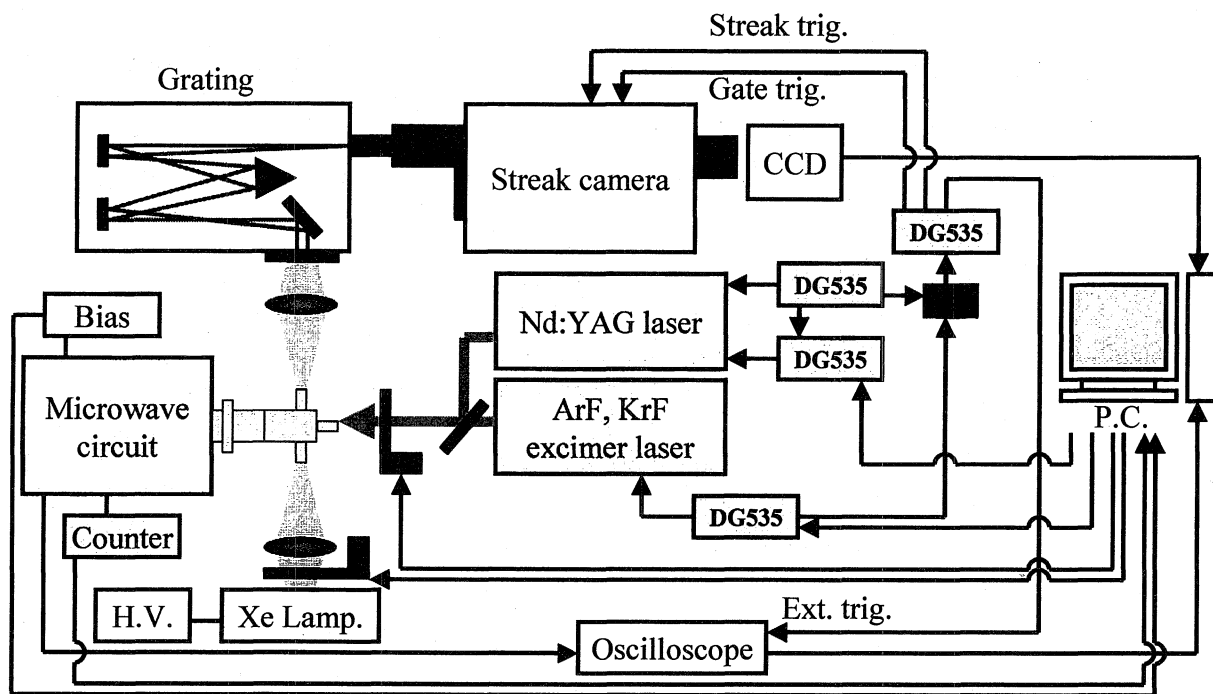 Streak trig.
Grating
Gate trig.
Streak camera
CCD
DG535
DG535
Nd:YAG laser
DG535
Bias
Microwave
circuit
ArF, KrF
excimer laser
P.C.
DG535
Counter
H.V.
Xe Lamp.
Ext. trig.
Oscilloscope